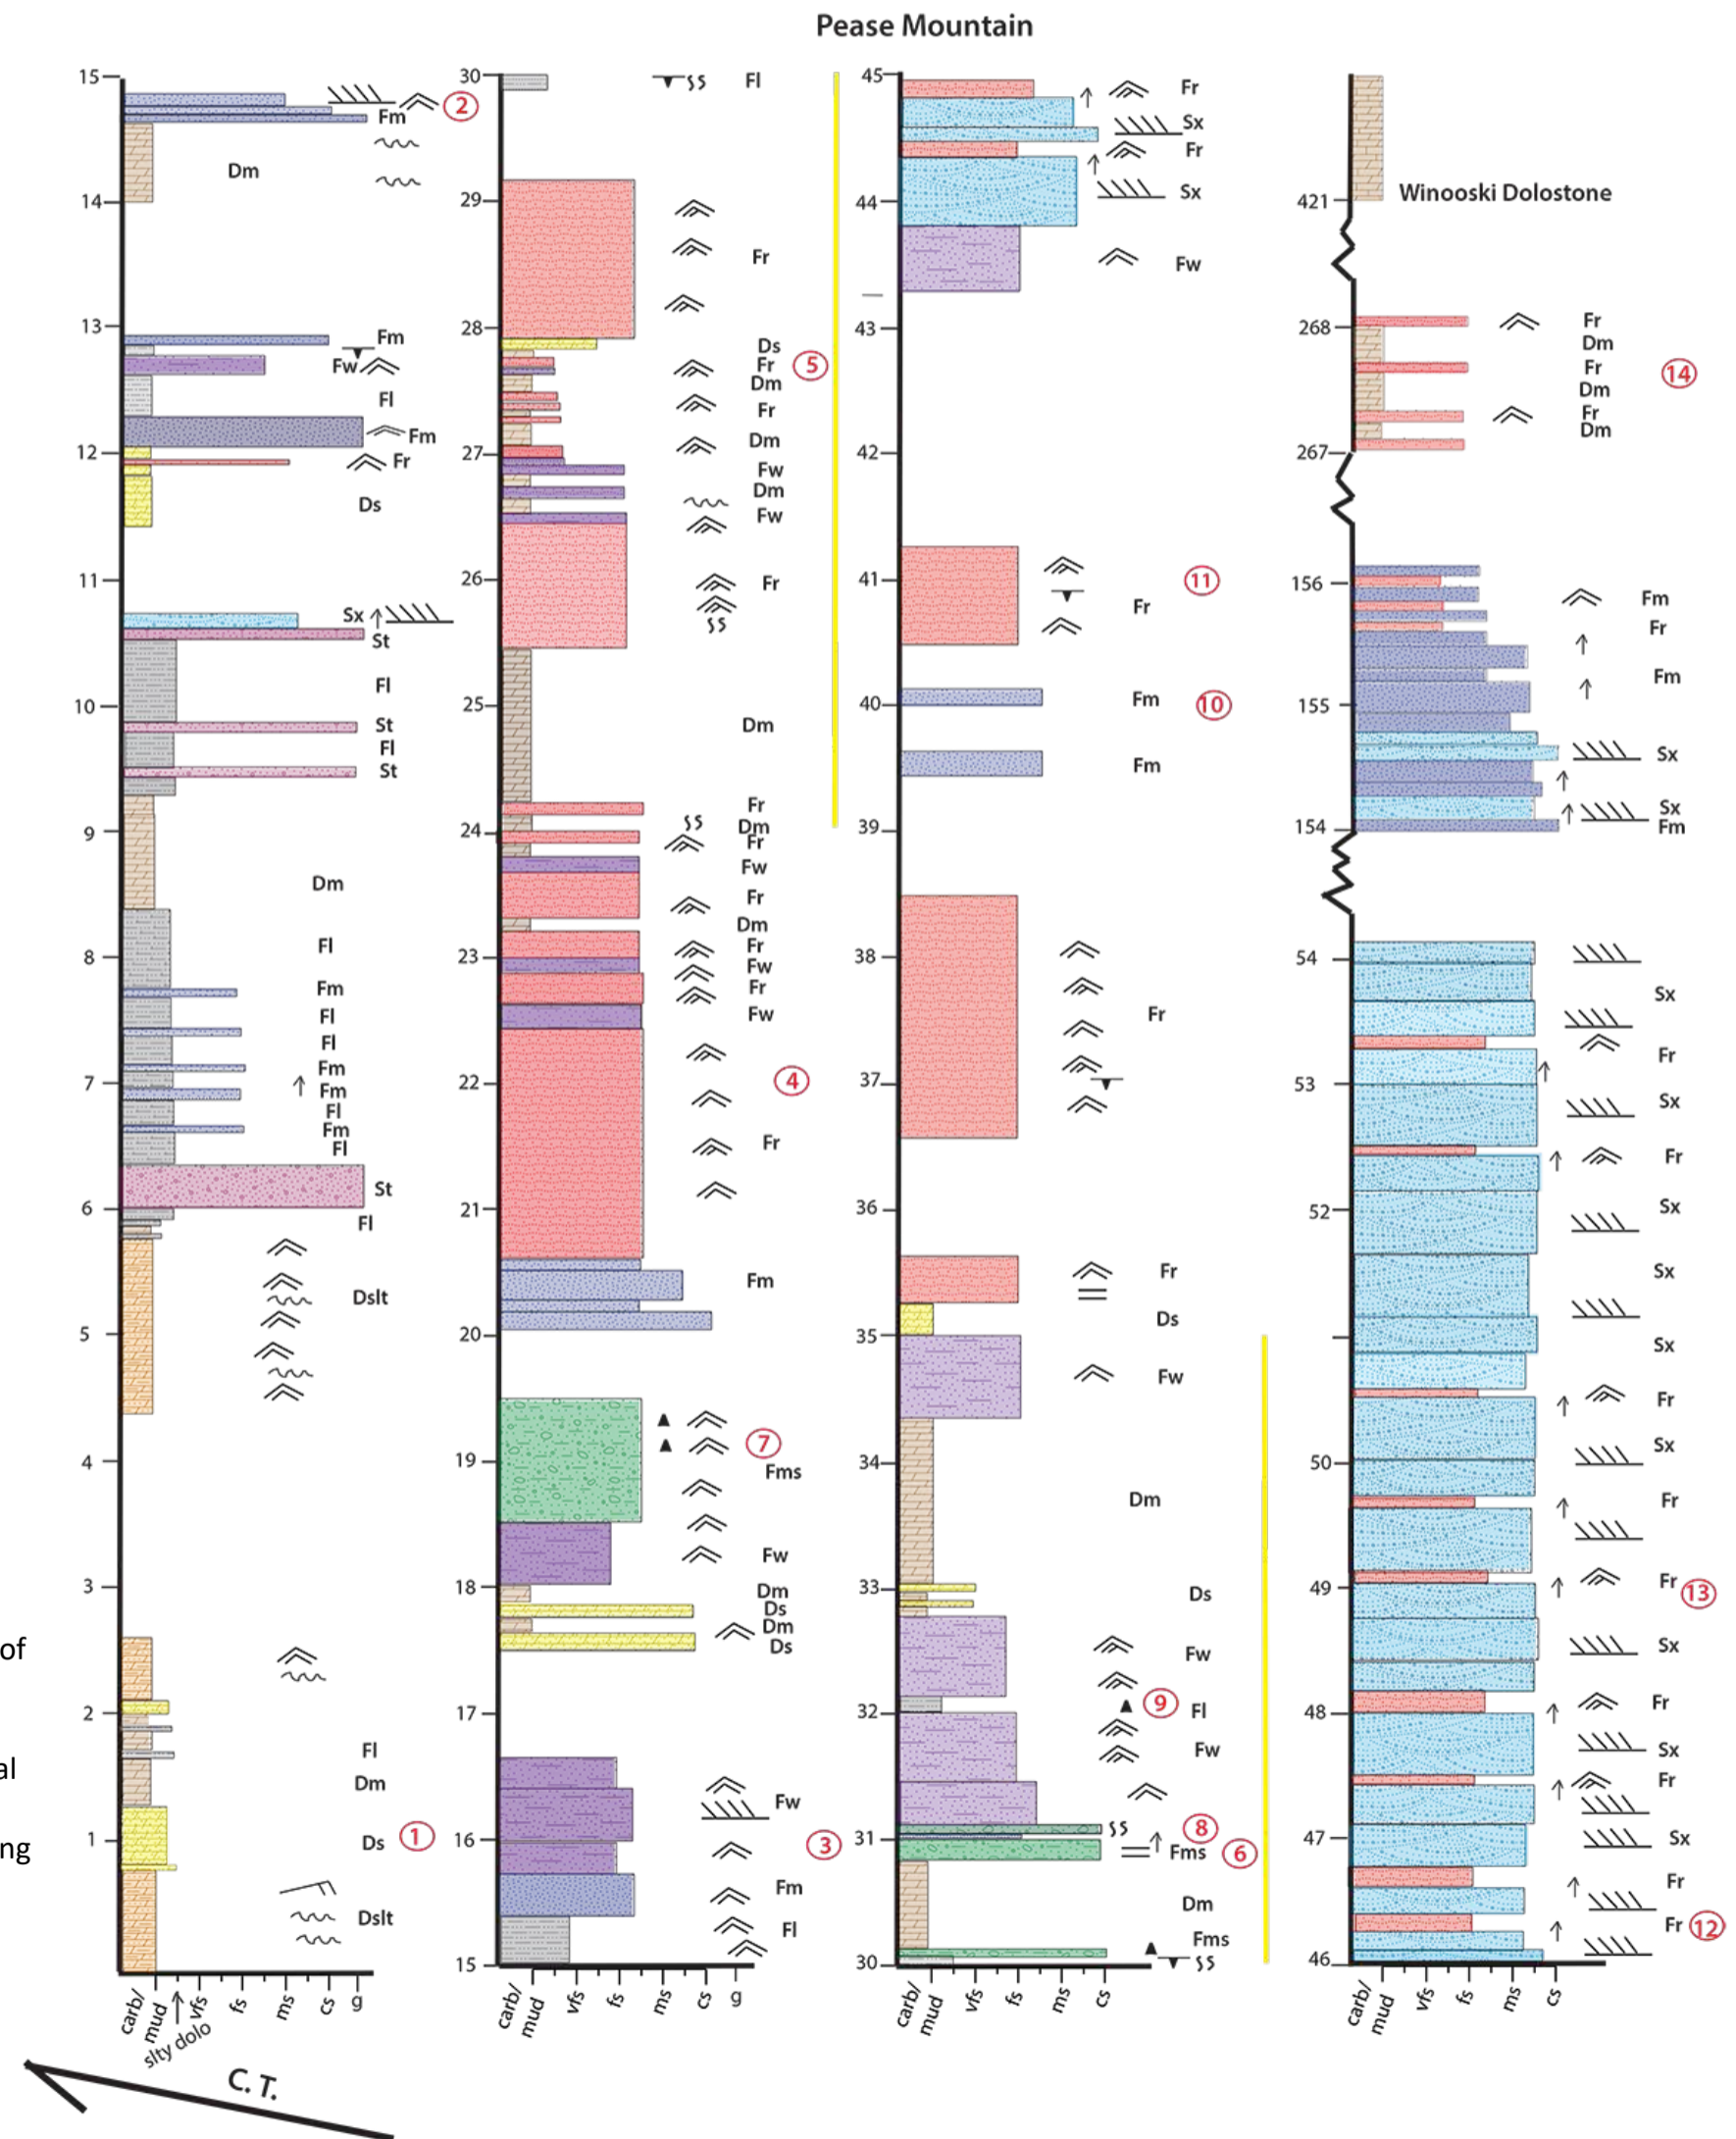 Pease Mountain
15
2
Fm
Dm
14
13
Fm
Fw
Fl
Fm
12
Fr
Ds
11
Sx
St
Fl
10
St
Fl
St
9
Dm
Fl
8
Fm
Fl
Fl
7
Fm
Fm
Fl
Fm
Fl
St
6
Fl
Dslt
5
4
3
of
2
Fl
al
Dm
1
Ds
1
ng
Dslt
carb/
mud
slty dolo
vfs
fs
ms
cs
g
C. T.
30
Fl
29
Fr
28
Ds
Fr
5
Dm
Fr
Dm
27
Fw
Dm
Fw
26
Fr
25
Dm
Fr
Dm
24
Fr
Fw
Fr
Dm
Fr
23
Fw
Fr
Fw
22
4
Fr
21
Fm
20
7
19
Fms
Fw
18
Dm
Ds
Dm
Ds
17
Fw
16
3
Fm
Fl
15
carb/
mud
vfs
fs
ms
cs
g
45
Fr
Sx
Fr
44
Sx
Fw
43
42
41
11
Fr
40
Fm
10
Fm
39
38
Fr
37
36
Fr
Ds
35
Fw
34
Dm
33
Ds
Fw
32
9
Fl
Fw
8
31
Fms
6
Dm
Fms
30
carb/
mud
vfs
fs
ms
cs
421
Winooski Dolostone
268
Fr
Dm
Fr
14
Dm
Fr
Dm
267
156
Fm
Fr
Fm
155
Sx
Sx
154
Fm
54
Sx
Fr
53
Sx
Fr
52
Sx
Sx
Sx
Fr
50
Sx
Fr
49
Fr
13
Sx
48
Fr
Sx
Fr
47
Sx
Fr
Fr
12
46
carb/
mud
vfs
fs
ms
cs